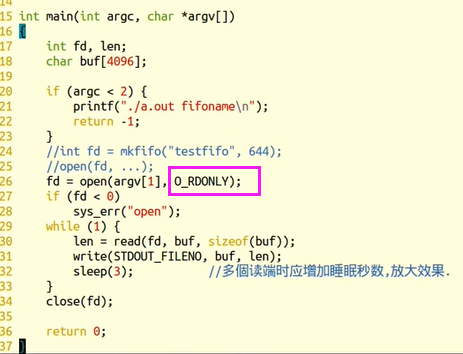 14
15 int main(int argc, char *argv[])
16 {
17     int fd, len;
18     char buf[4096];
19
20     if (argc < 2) {
21         printf("./a.out fifoname\n");
22         return -1;
23     }
24     //int fd = mkfifo("testfifo", 644);
25     //open(fd, ...);
26     fd = open(argv[1], O_RDONLY);
27     if (fd < 0)
28         sys_err("open");
29     while (1) {
30         len = read(fd, buf, sizeof(buf));
31         write(STDOUT_FILENO, buf, len);
32         sleep(3);           //多個读端时应增加睡眠秒数,放大效果.
33     }
34     close(fd);
35
36     return 0;
37 }